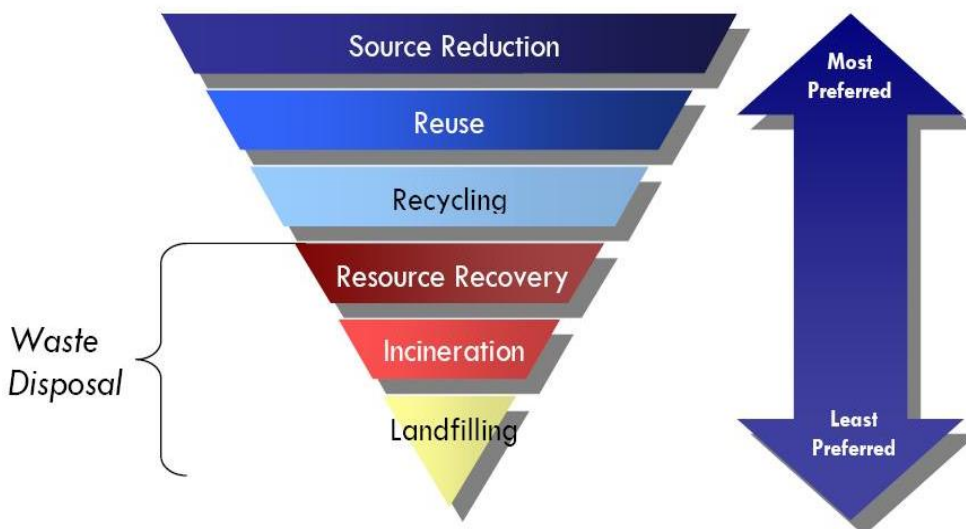 Source Reduction
Reuse
Recycling
Resource Recovery
Incineration
Landfilling
Waste
Disposal
Most
Preferred
Least
Preferred